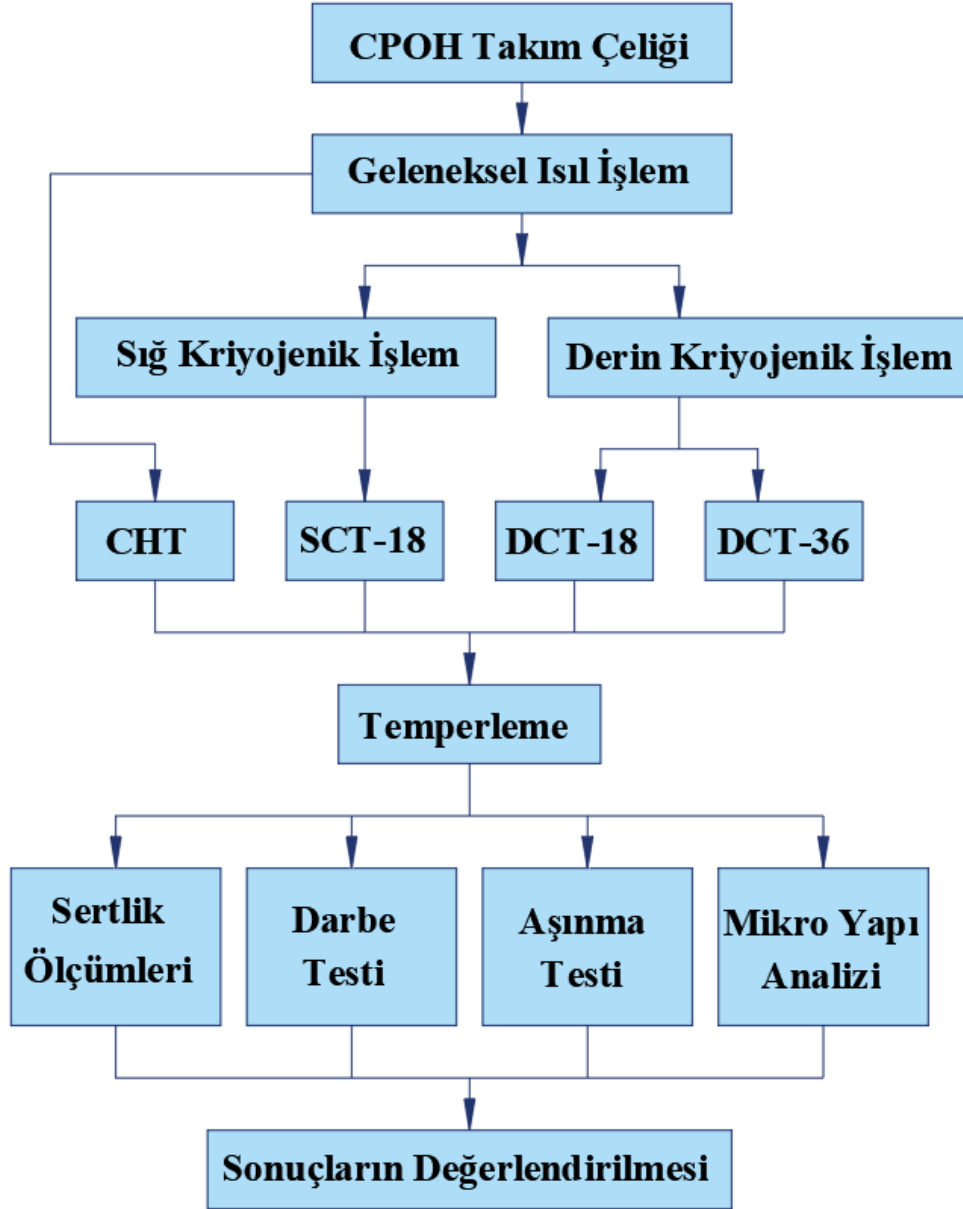 CPOH Takım Çeliği
Geleneksel Isıl İşlem
Sığ Kriyojenik İşlem
Derin Kriyojenik İşlem
CHT
SCT-18
DCT-18
DCT-36
Temperleme
Sertlik
Ölçümleri
Darbe
Testi
Aşınma
Testi
Mikro Yapı
Analizi
Sonuçların Değerlendirilmesi